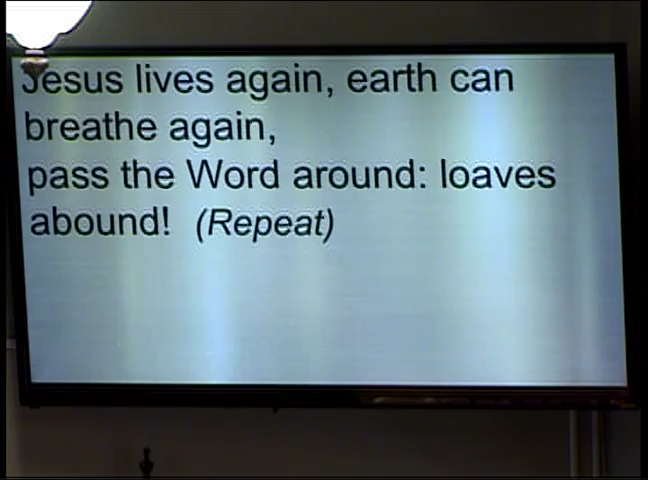 Jesus lives again, earth can
breathe again,
pass the Word around: loaves
abound! (Repeat)